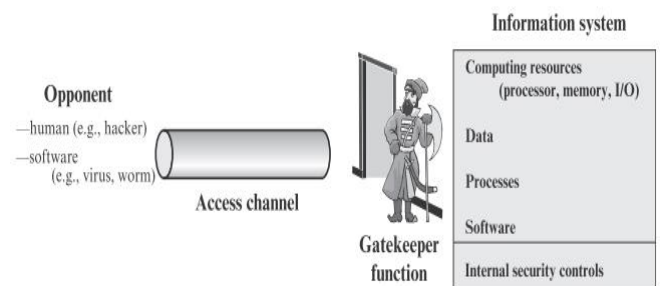 Information system
Opponent
—human (e.g., hacker)
—software
(e.g., virus, worm)
Access channel
Gatekeeper
function
Computing resources
(processor, memory, I/O)
Data
Processes
Software
Internal security controls